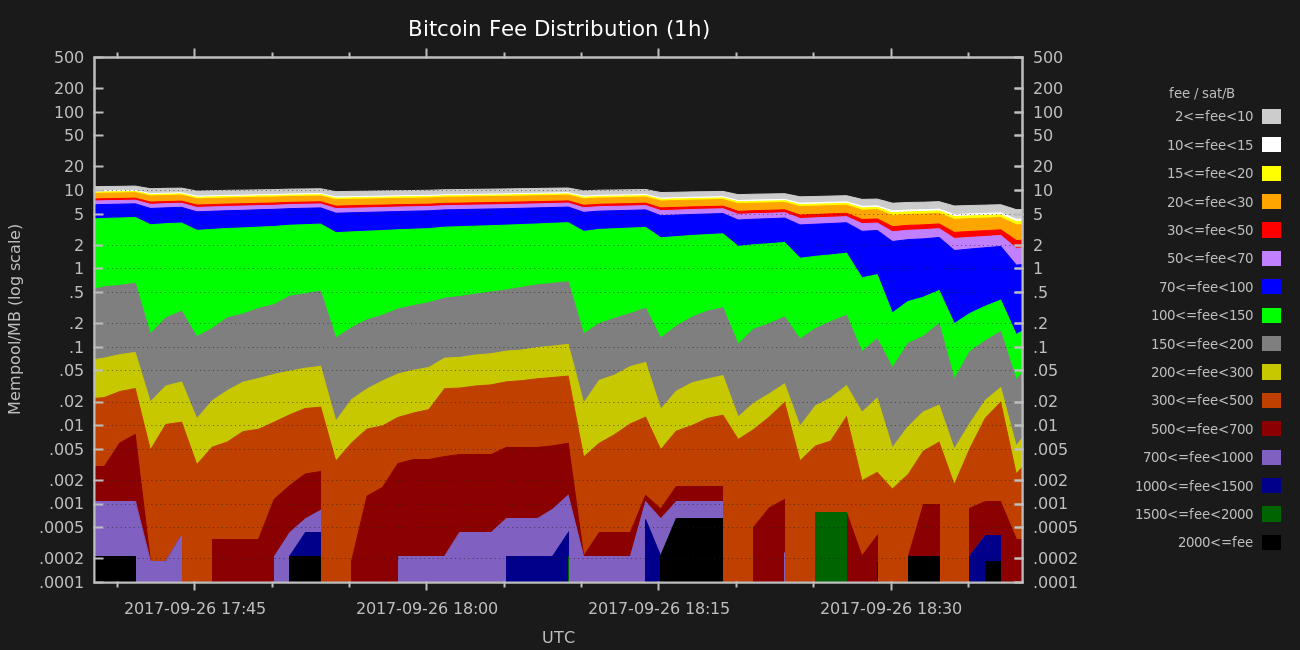 Bitcoin Fee Distribution (1h)
500 500
200 200
100 100
50 50
20 20
10 10
5 5
2 2
1 1
.5 .5
.2 .2
.1 .1
.05 .05
.02 .02
.01 .01
.005 .005
.002 .002
.001 .001
.0005 .0005
.0002 .0002
.0001 .0001
Mempool/MB (log scale)
2017-09-26 17:45 2017-09-26 18:00 2017-09-26 18:15 2017-09-26 18:30
UTC
fee / sat/B
2<=fee<10
10<=fee<15
15<=fee<20
20<=fee<30
30<=fee<50
50<=fee<70
70<=fee<100
100<=fee<150
150<=fee<200
200<=fee<300
300<=fee<500
500<=fee<700
700<=fee<1000
1000<=fee<1500
1500<=fee<2000
2000<=fee